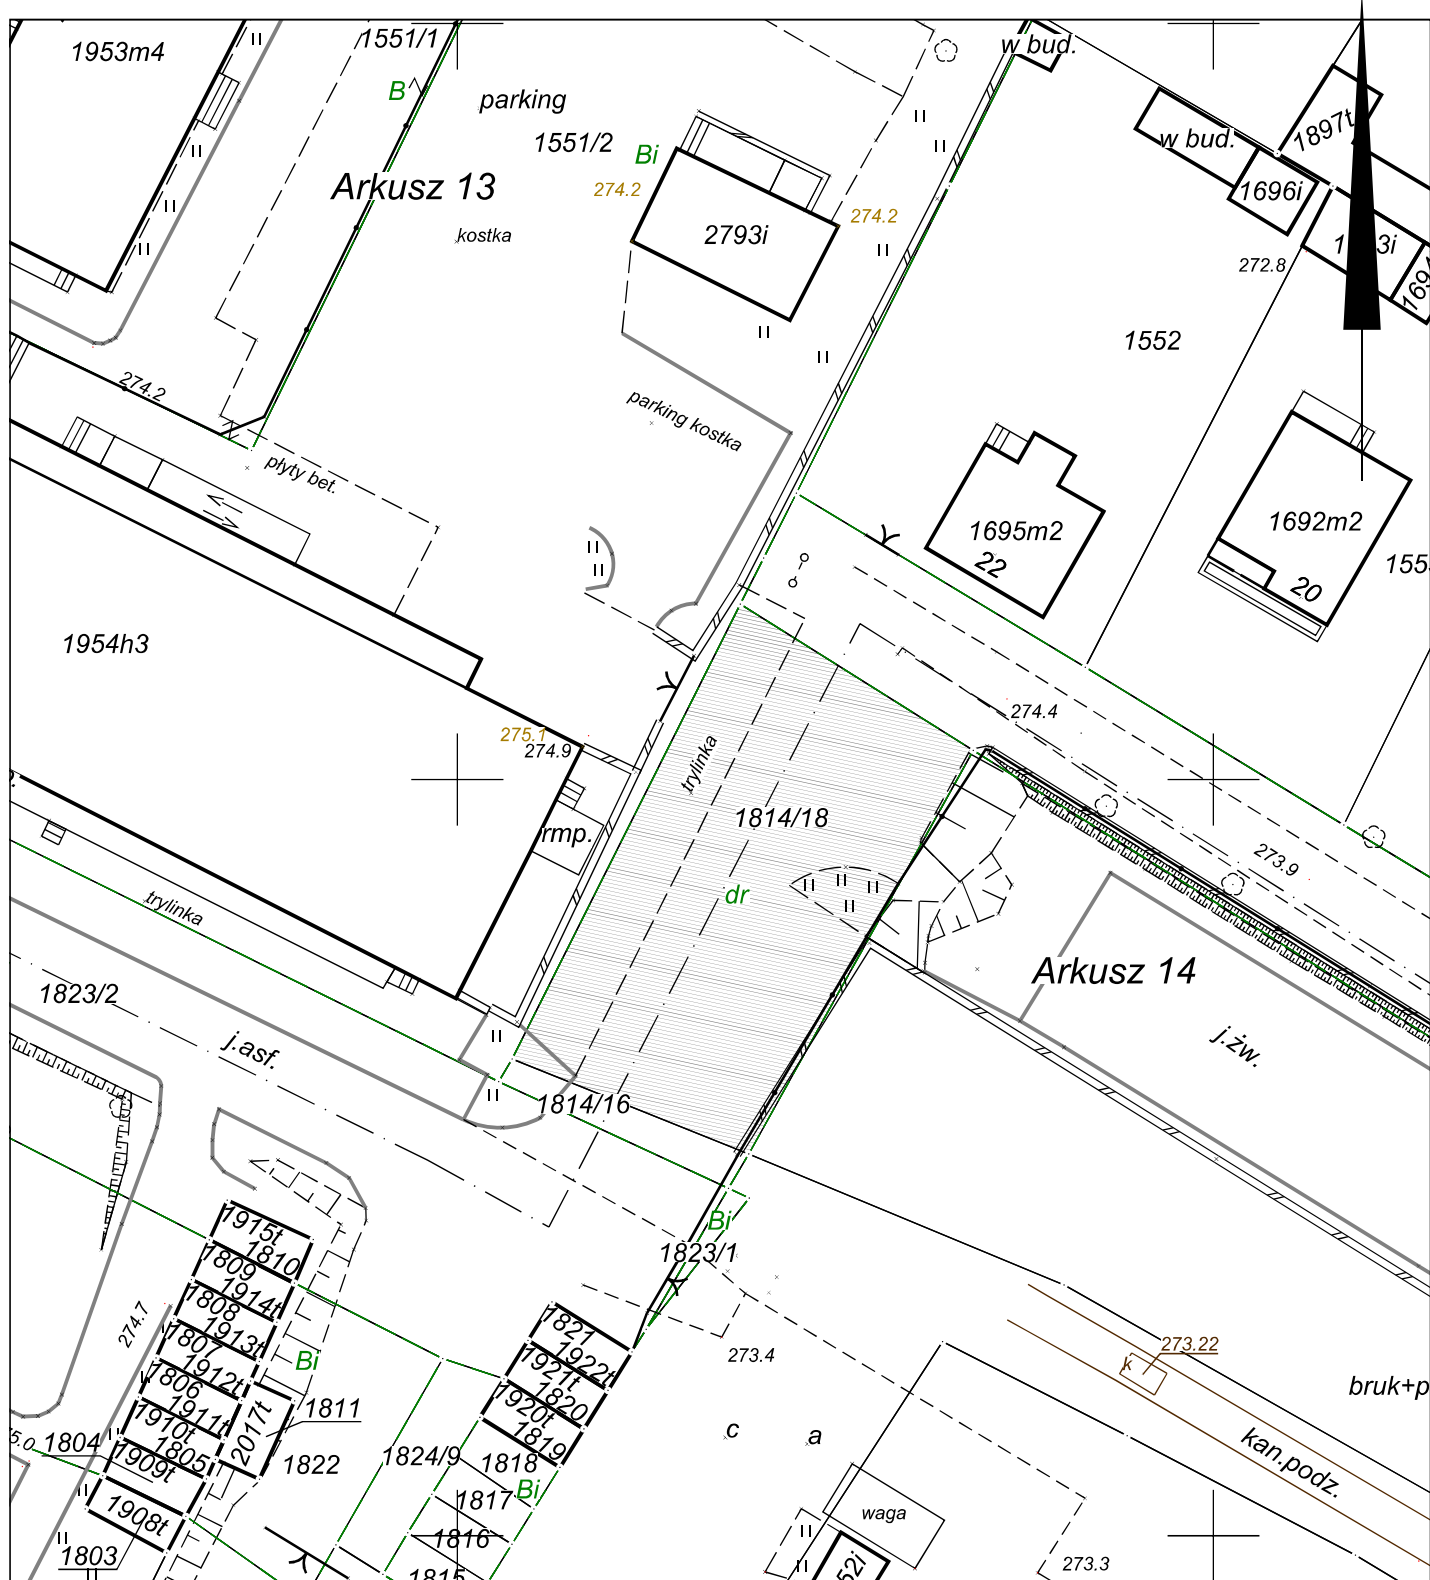 1953m4
1551/1
w bud.
B
parking
1551/2
Bi
w bud.
1897t
Arkusz 13
274.2
274.2
1696i
kostka
2793i
272.8
1552
274.2
parking kostka
płyty bet.
1695m2
22
1692m2
20
1954h3
274.4
275.1
274.9
trylinka
rmp.
1814/18
273.9
dr
trylinka
Arkusz 14
1823/2
j.asf.
j.żw.
1814/16
1915t
1810
1809
1914t
1808
1913t
1807
1912t
1806
1911t
1910t
1805
1909t
1804
1908t
1803
274.7
Bi
2017t
1811
1822
Bi
1823/1
1821
1922t
1921t
1820
1920t
1819
1824/9
1818
Bi
1817
1816
1815
273.4
c
a
273.22
k
bruk+p
kan.podz.
waga
52i
273.3